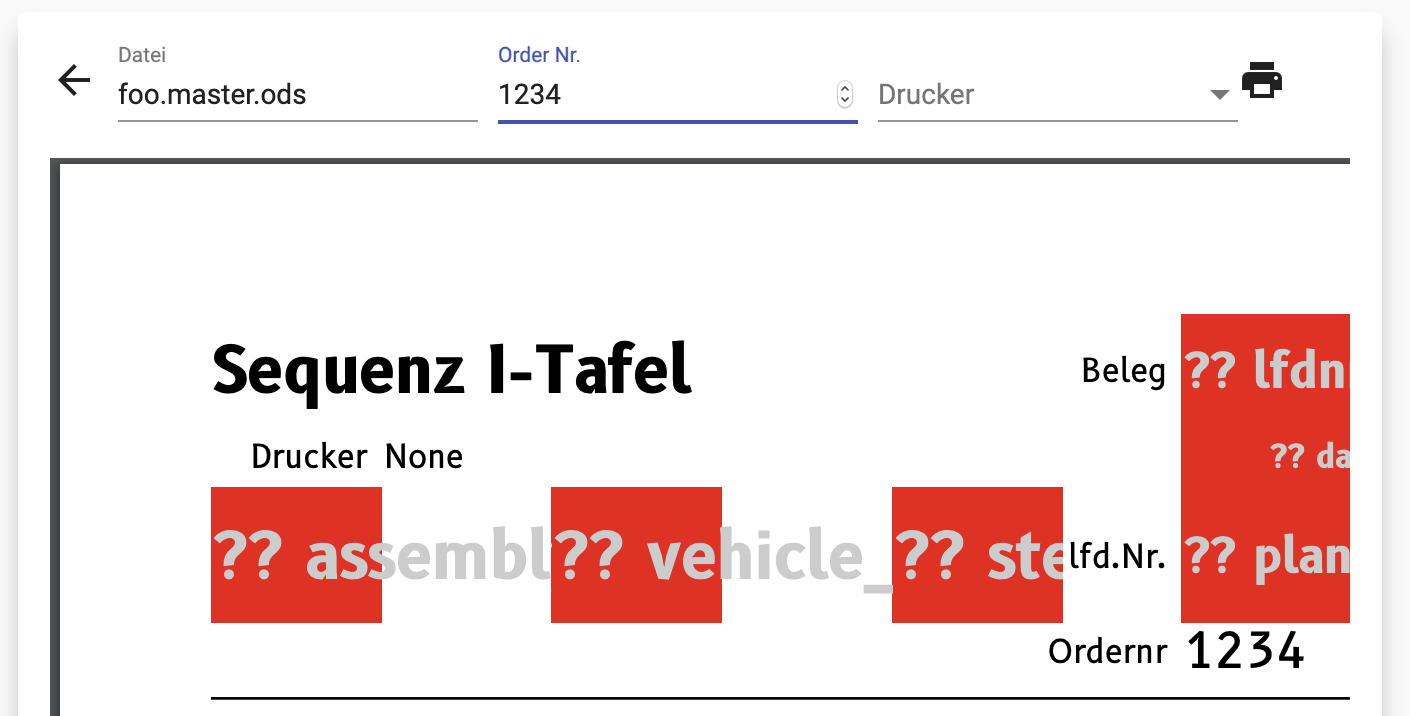 Datei
Order Nr.
foo.master.ods
1234
Drucker
Sequenz I-Tafel
Beleg
?? lfdn
Drucker None
?? da
?? assembl
?? vehicle_
?? ste
lfd.Nr.
?? plan
Ordernr 1234